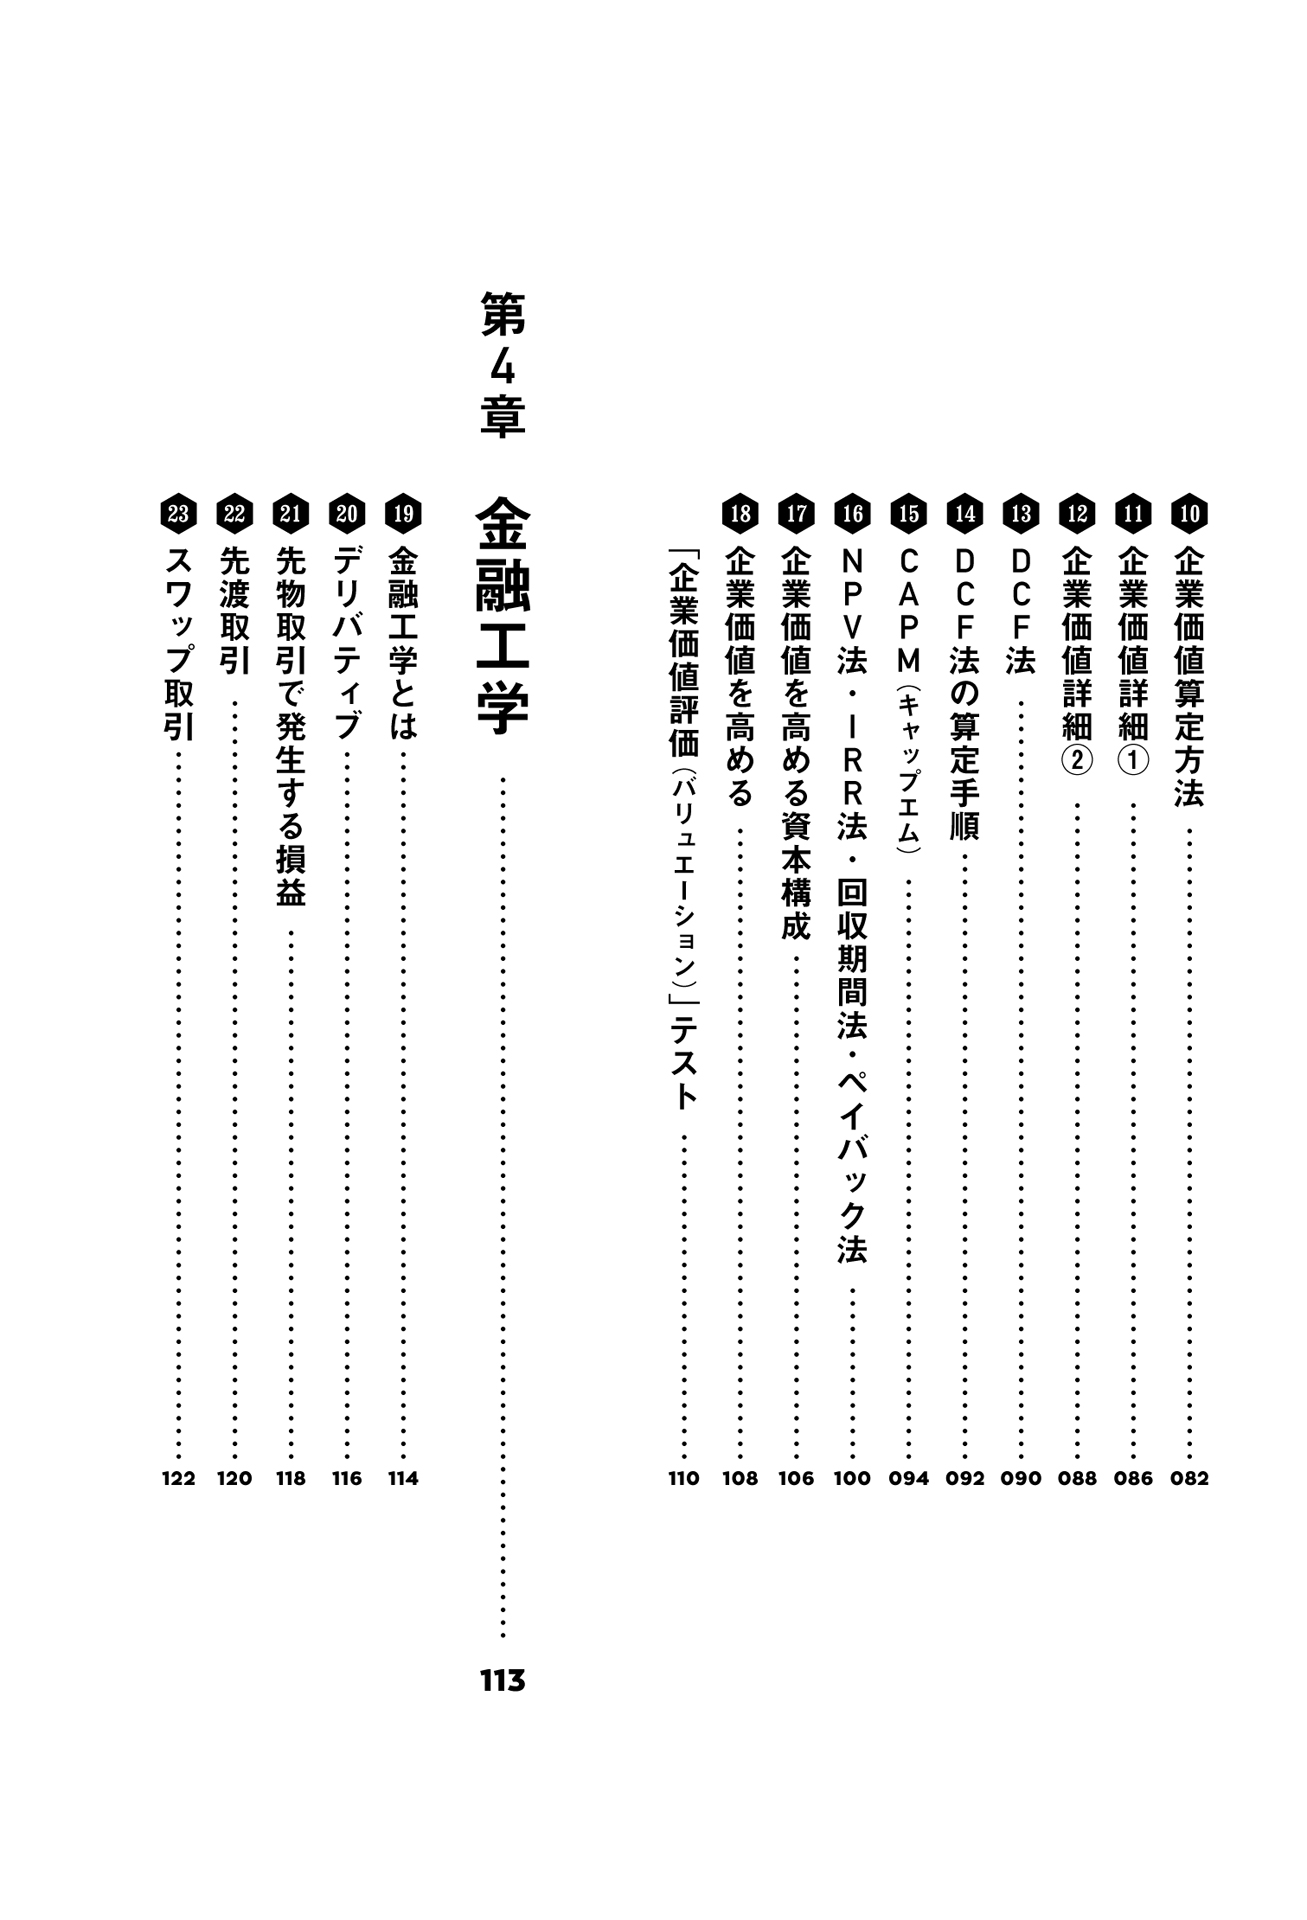 10 企業価値算定方法 082
11 企業価値詳細① 086
12 企業価値詳細② 088
13 DCF法 090
14 DCF法の算定手順 092
15 CAPM（キャップエム） 094
16 NPV法・IRR法・回収期間法・ペイバック法 100
17 企業価値を高める資本構成 106
18 企業価値を高める 108
「企業価値評価（バリュエーション）」テスト 110
第4章 金融工学 113
19 金融工学とは 114
20 デリバティブ 116
21 先物取引で発生する損益 118
22 先渡取引 120
23 スワップ取引 122